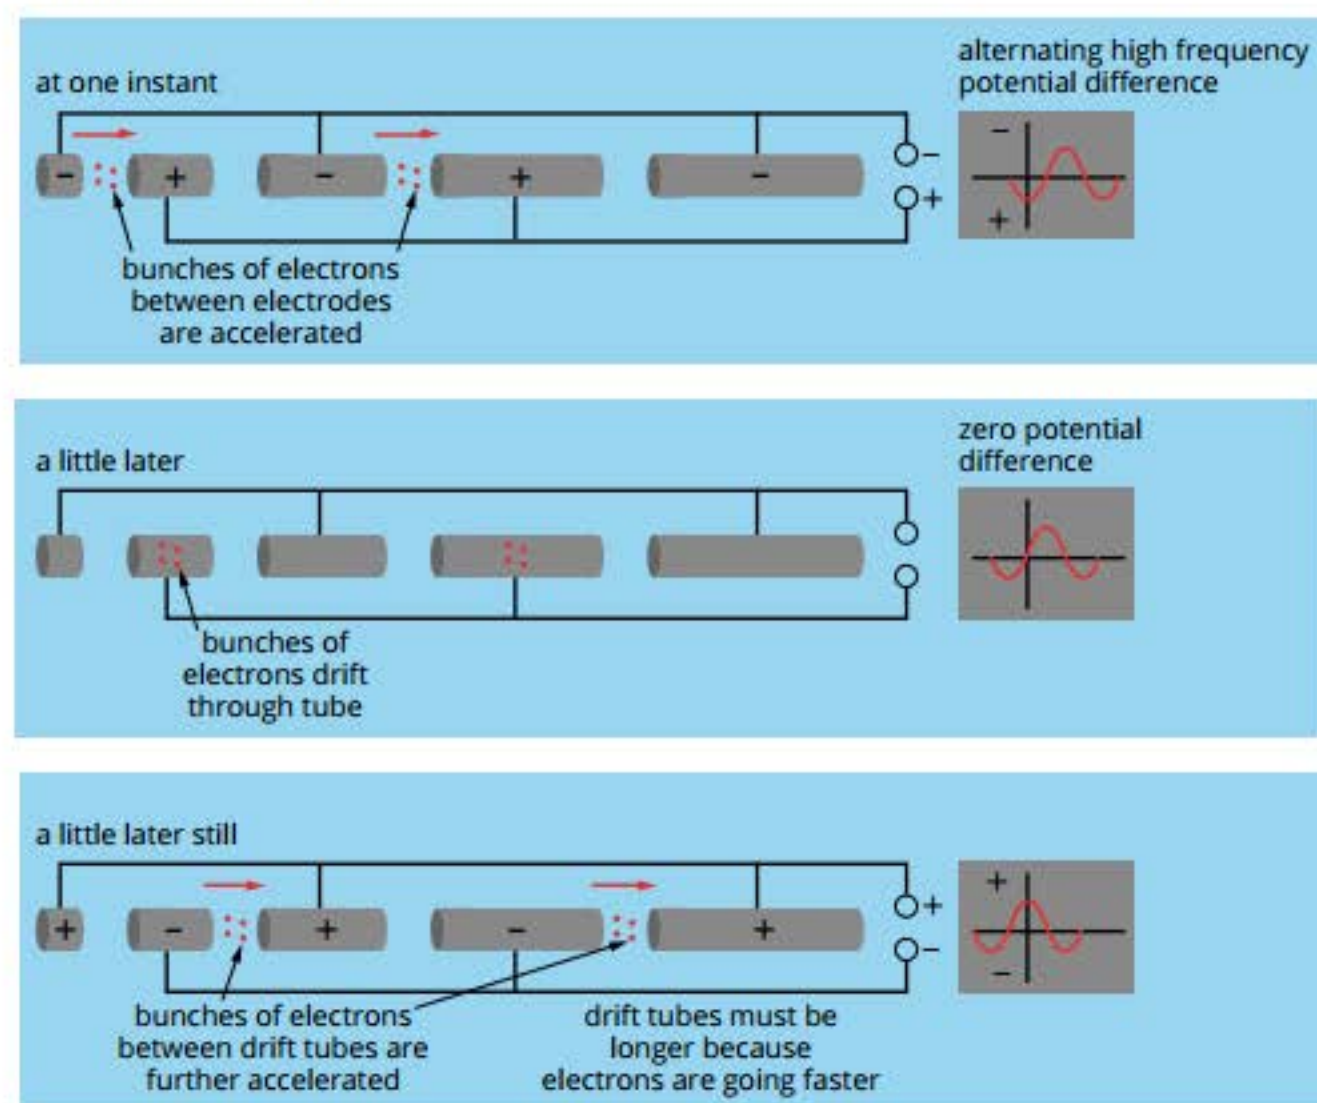 at one instant
alternating high frequency
potential difference
−
+
−
+
−
−
+
−
+
bunches of electrons
between electrodes
are accelerated
a little later
zero potential
difference
bunches of
electrons drift
through tube
a little later still
+
−
+
−
+
+
−
+
−
bunches of electrons
between drift tubes are
further accelerated
drift tubes must be
longer because
electrons are going faster